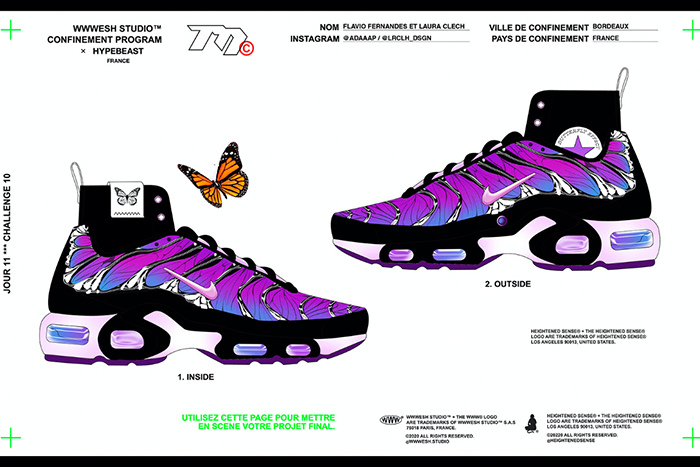 WWWESH STUDIO™
CONFINEMENT PROGRAM
× HYPEBEAST
FRANCE
NOM FLAVIO FERNANDES ET LAURA CLECH
INSTAGRAM @ADAAAP / @LRCLH_DSGN
VILLE DE CONFINEMENT BORDEAUX
PAYS DE CONFINEMENT FRANCE
JOUR 11 *** CHALLENGE 10
BUTTERFLY EFFECT
2. OUTSIDE
1. INSIDE
HEIGHTENED SENSE® + THE HEIGHTENED SENSE®
LOGO ARE TRADEMARKS OF HEIGHTENED SENSE®
LOS ANGELES 90013, UNITED STATES.
UTILISEZ CETTE PAGE POUR METTRE
EN SCENE VOTRE PROJET FINAL.
WWW
WWWESH STUDIO™ + THE WWW® LOGO
ARE TRADEMARKS OF WWWESH STUDIO™ S.A.S
75018 PARIS, FRANCE.
©2020 ALL RIGHTS RESERVED.
@WWWESH.STUDIO
HEIGHTENED SENSE® + THE HEIGHTENED SENSE®
LOGO ARE TRADEMARKS OF HEIGHTENED SENSE®
LOS ANGELES 90013, UNITED STATES.
©20220 ALL RIGHTS RESERVED.
@HEIGHTENEDSENSE